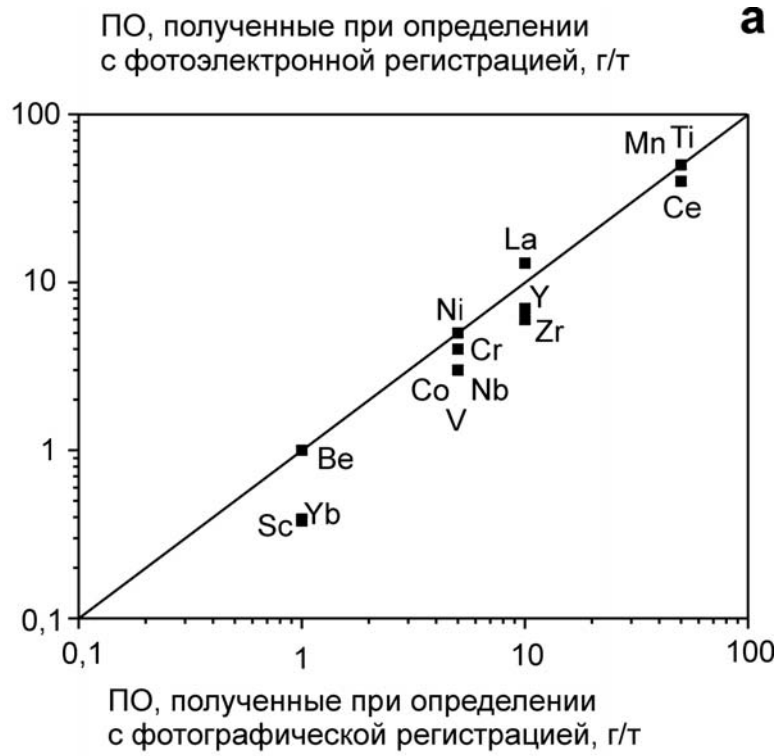 ПО, полученные при определении
с фотоэлектронной регистрацией, г/т
а
100
Mn Ti
Ce
La
10
Ni
Y
Zr
Cr
Co Nb
V
1
Be
Sc Yb
0,1
0,1 1 10 100
ПО, полученные при определении
с фотографической регистрацией, г/т